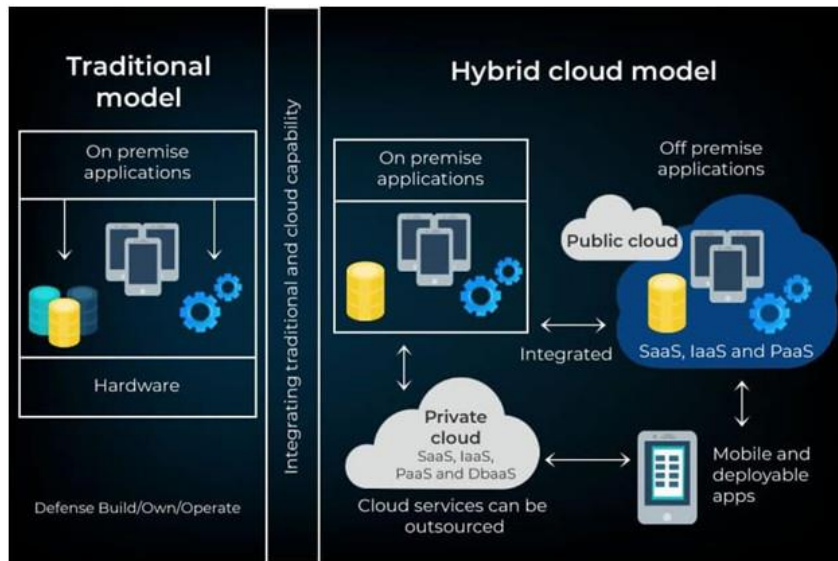 Traditional
model
On premise
applications
Hardware
Defense Build/Own/Operate
Integrating traditional and cloud capability
Hybrid cloud model
On premise
applications
Off premise
applications
Public cloud
SaaS, IaaS and PaaS
Integrated
Private
cloud
SaaS, IaaS,
PaaS and DbaaS
Cloud services can be
outsourced
Mobile and
deployable
apps